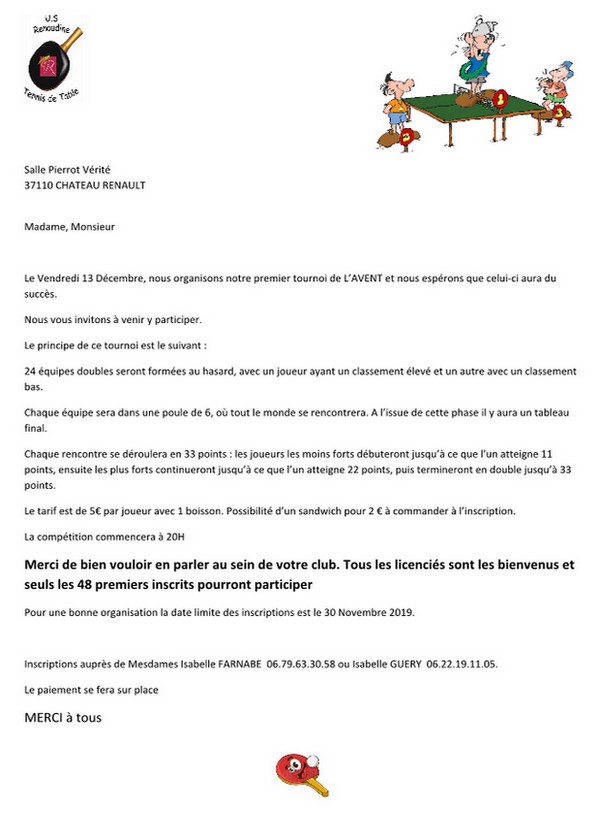 U.S
Renaudine
Tennis de Table
1
2
3
Salle Pierrot Vérité
37110 CHATEAU RENAULT
Madame, Monsieur
Le Vendredi 13 Décembre, nous organisons notre premier tournoi de L'AVENT et nous espérons que celui-ci aura du
succès.
Nous vous invitons à venir y participer.
Le principe de ce tournoi est le suivant :
24 équipes doubles seront formées au hasard, avec un joueur ayant un classement élevé et un autre avec un classement
bas.
Chaque équipe sera dans une poule de 6, où tout le monde se rencontrera. A l'issue de cette phase il y aura un tableau
final.
Chaque rencontre se déroulera en 33 points : les joueurs les moins forts débuteront jusqu'à ce que l'un atteigne 11
points, ensuite les plus forts continueront jusqu'à ce que l'un atteigne 22 points, puis termineront en double jusqu'à 33
points.
Le tarif est de 5€ par joueur avec 1 boisson. Possibilité d'un sandwich pour 2 € à commander à l'inscription.
La compétition commencera à 20H
Merci de bien vouloir en parler au sein de votre club. Tous les licenciés sont les bienvenus et
seuls les 48 premiers inscrits pourront participer
Pour une bonne organisation la date limite des inscriptions est le 30 Novembre 2019.
Inscriptions auprès de Mesdames Isabelle FARNABE  06.79.63.30.58 ou Isabelle GUERY  06.22.19.11.05.
Le paiement se fera sur place
MERCI à tous